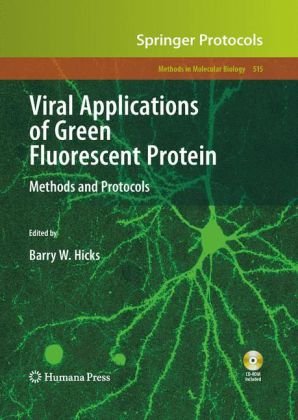 Springer Protocols
Methods in Molecular Biology 515
Viral Applications
of Green
Fluorescent Protein
Methods and Protocols
Edited by
Barry W. Hicks
CD-ROM
Included
Humana Press